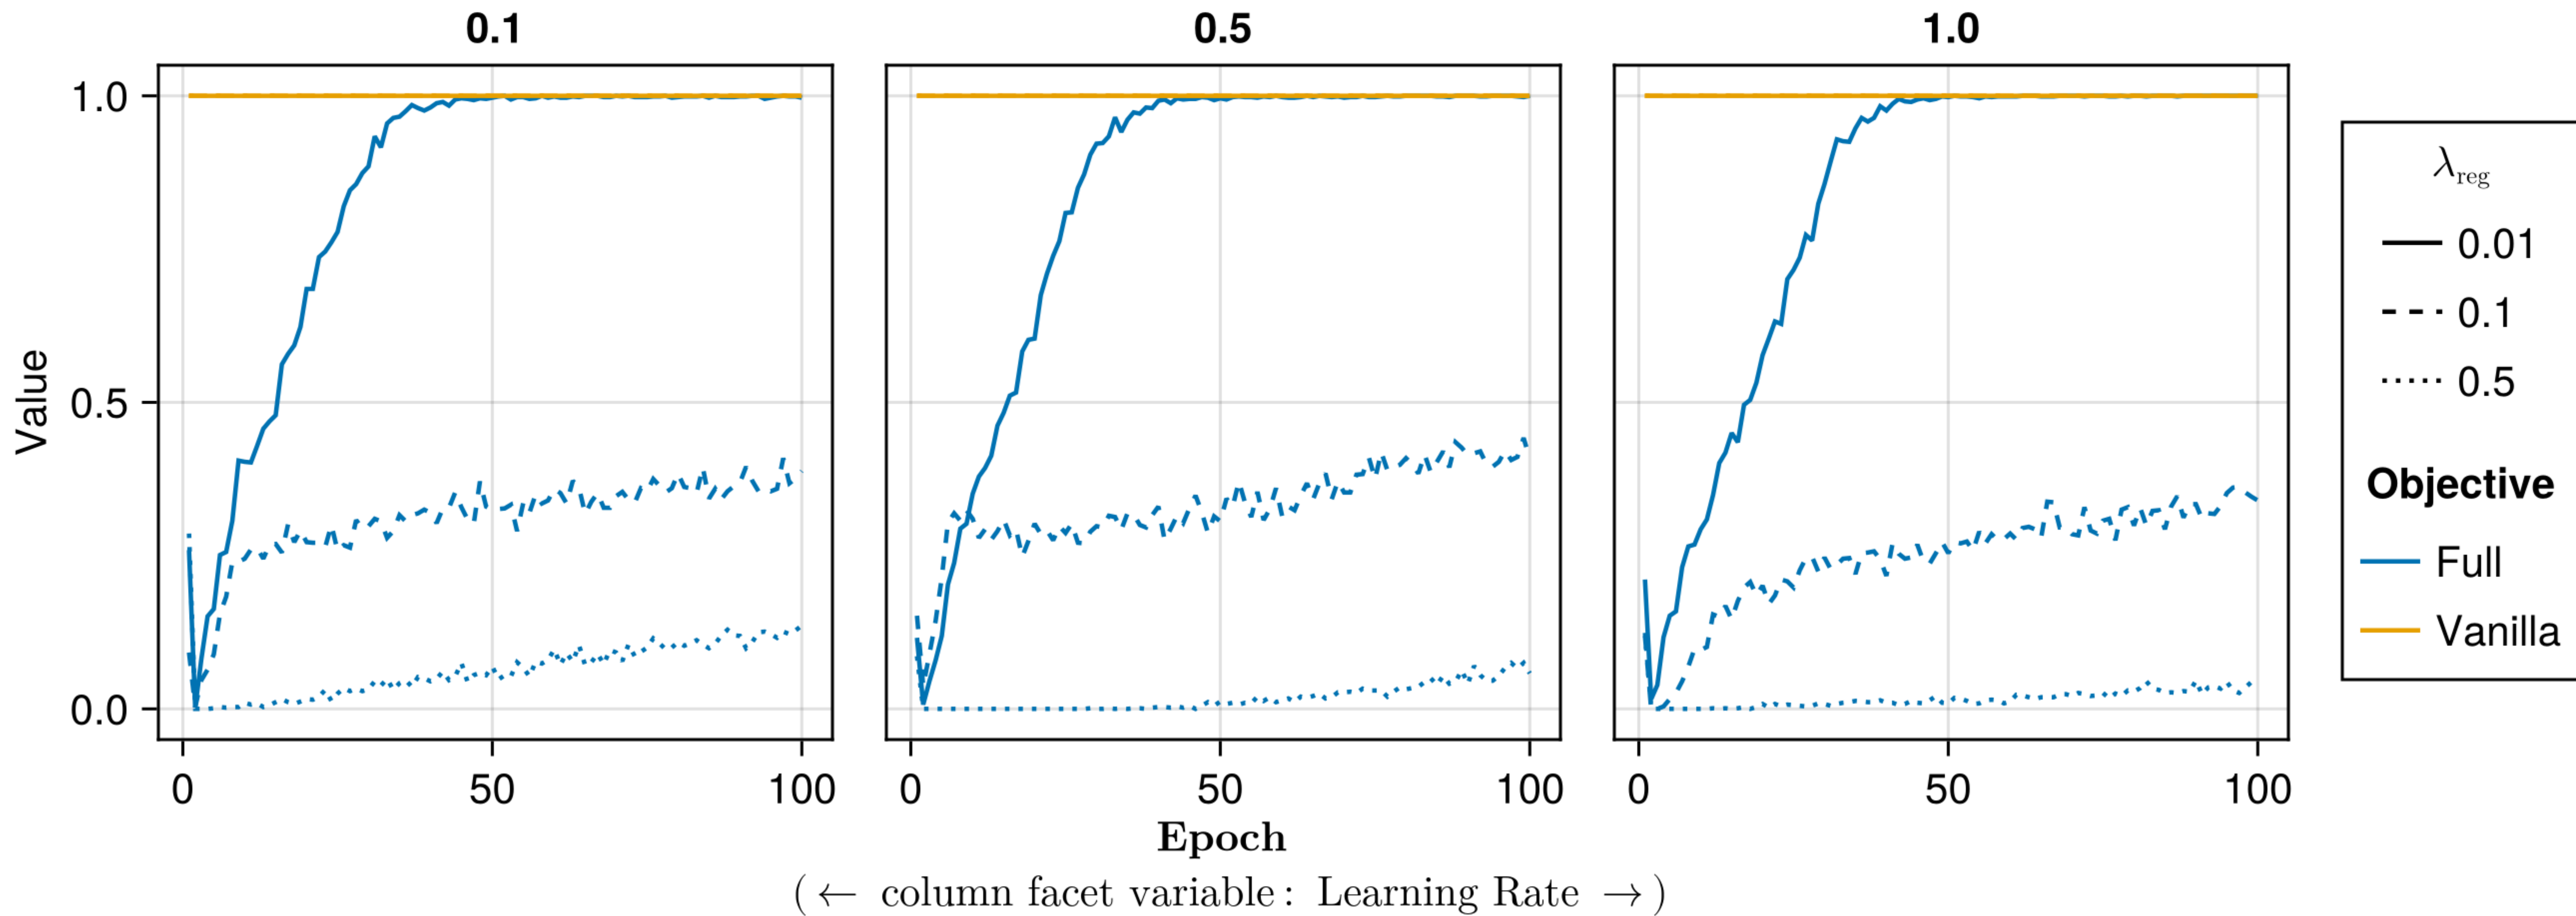 0.1 0.5 1.0
1.0
0.5
0.0
Value
0 50 100 0 50 100 0 50 100
Epoch
( ← column facet variable : Learning Rate → )
λreg
0.01
0.1
0.5
Objective
Full
Vanilla